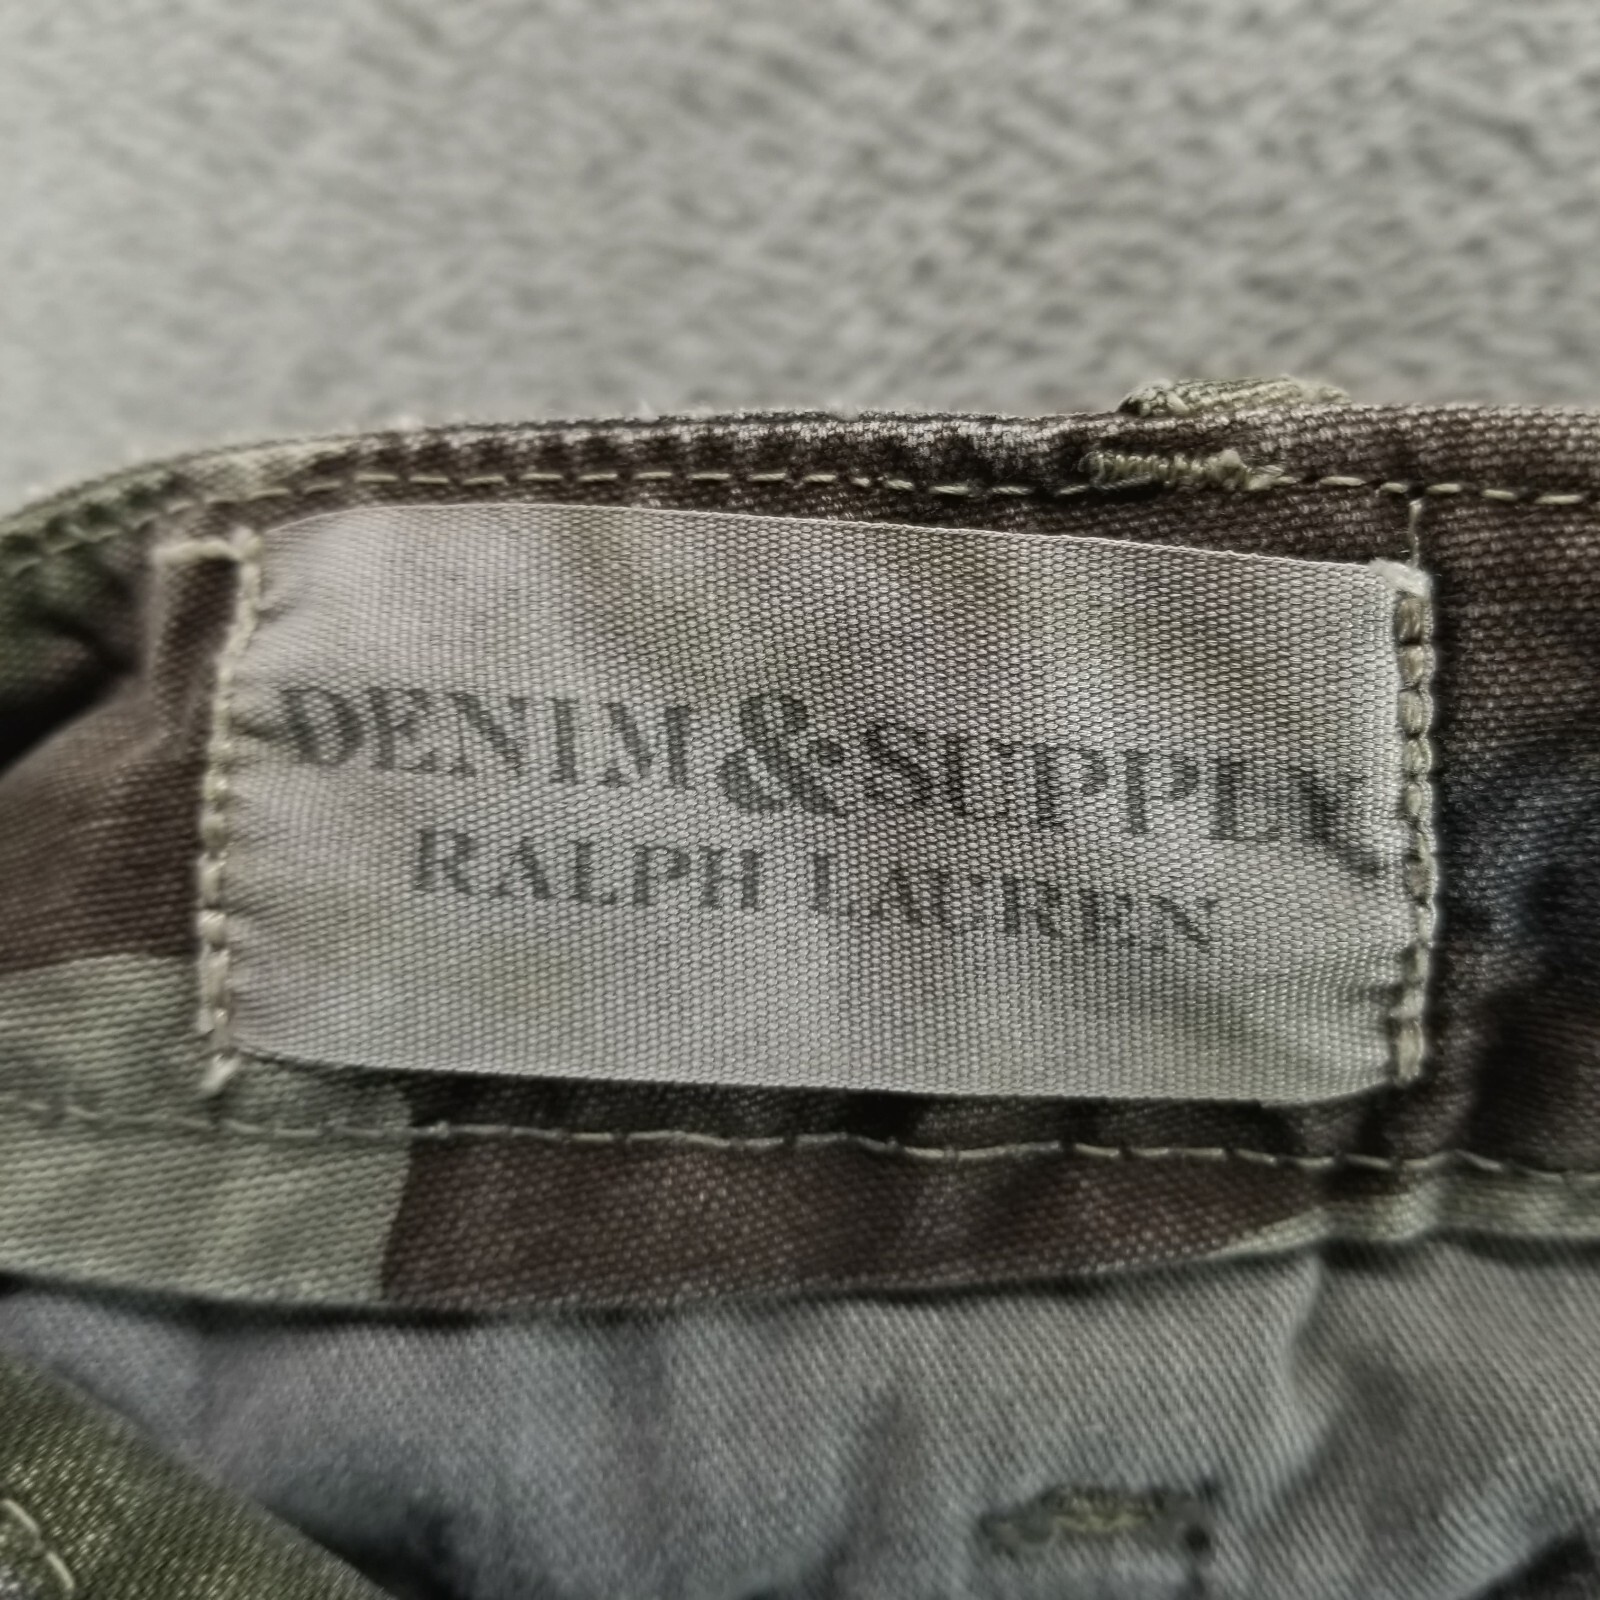 DENIM & SUPPLY
RALPH LAUREN